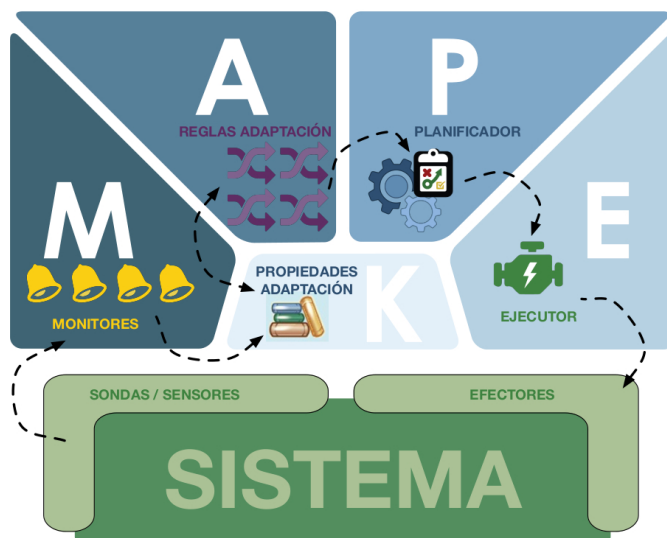 A
P
REGLAS ADAPTACIÓN
PLANIFICADOR
M
E
PROPIEDADES
ADAPTACIÓN
K
MONITORES
EJECUTOR
SONDAS / SENSORES
EFECTORES
SISTEMA